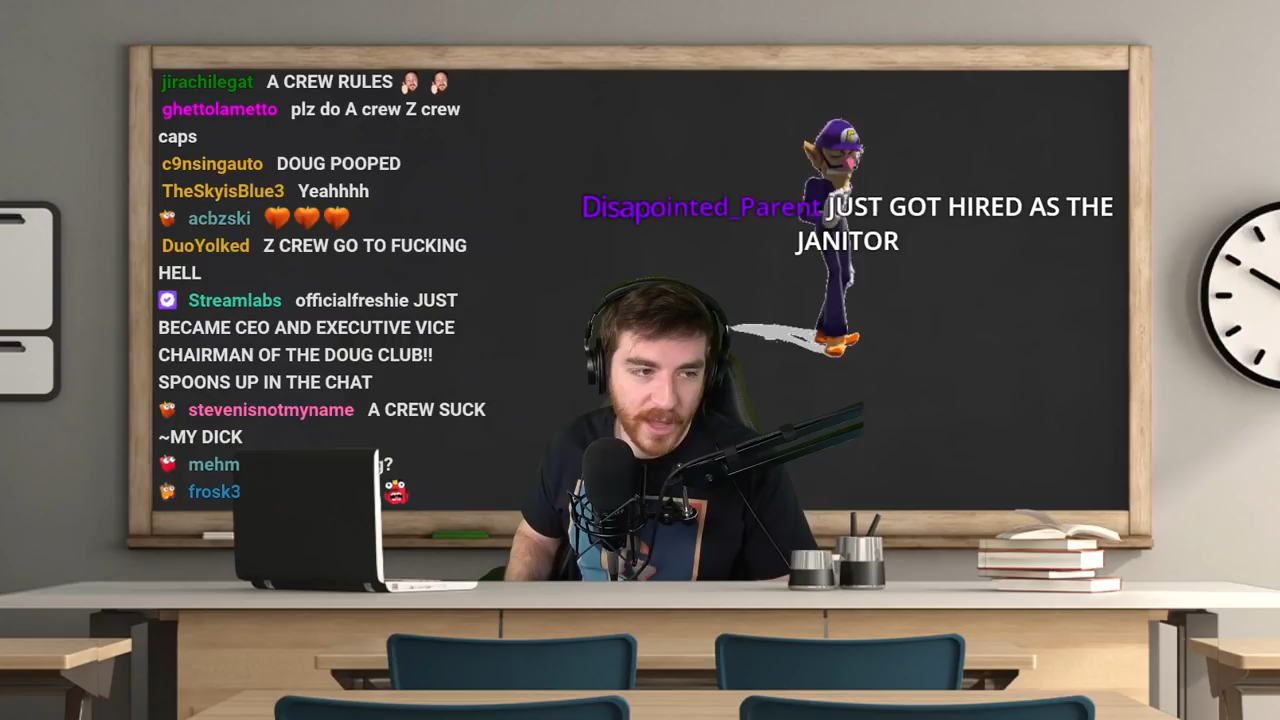 jirachilegat A CREW RULES
ghettolametto plz do A crew Z crew
caps
c9nsingauto DOUG POOPED
TheSkyisBlue3 Yeahhhh
acbzski
DuoYolked Z CREW GO TO FUCKING
HELL
Streamlabs officialfreshie JUST
BECAME CEO AND EXECUTIVE VICE
CHAIRMAN OF THE DOUG CLUB!!
SPOONS UP IN THE CHAT
stevenisnotmyname A CREW SUCK
~MY DICK
mehm ?
frosk3
Disapointed_Parent JUST GOT HIRED AS THE
JANITOR